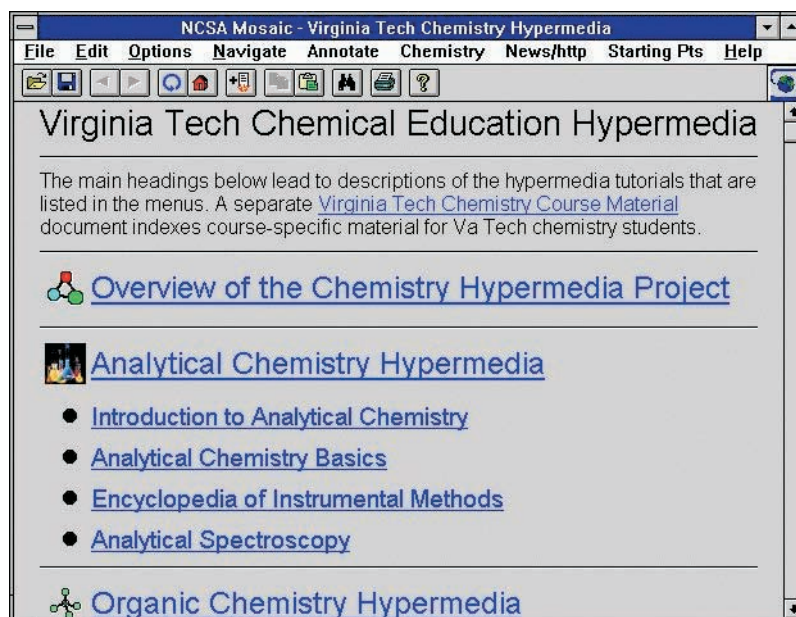 NCSA Mosaic - Virginia Tech Chemistry Hypermedia
File Edit Options Navigate Annotate Chemistry News/http Starting Pts Help
Virginia Tech Chemical Education Hypermedia
The main headings below lead to descriptions of the hypermedia tutorials that are
listed in the menus. A separate Virginia Tech Chemistry Course Material
document indexes course-specific material for Va Tech chemistry students.
Overview of the Chemistry Hypermedia Project
Analytical Chemistry Hypermedia
Introduction to Analytical Chemistry
Analytical Chemistry Basics
Encyclopedia of Instrumental Methods
Analytical Spectroscopy
Organic Chemistry Hypermedia